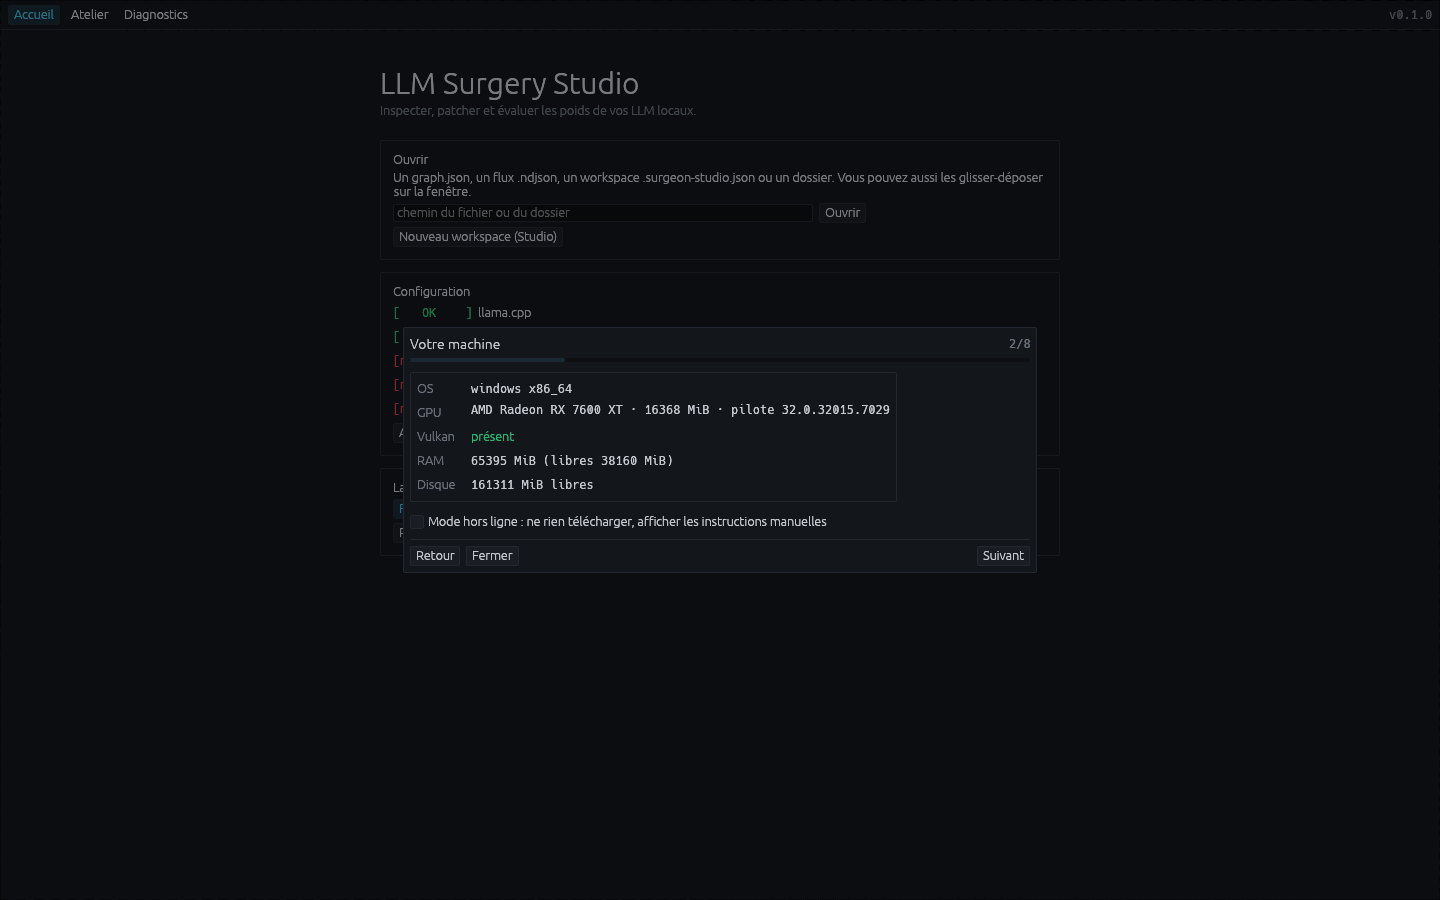 Accueil Atelier Diagnostics v0.1.0
LLM Surgery Studio
Inspecter, patcher et évaluer les poids de vos LLM locaux.
Ouvrir
Un graph.json, un flux .ndjson, un workspace .surgeon-studio.json ou un dossier. Vous pouvez aussi les glisser-déposer
sur la fenêtre.
chemin du fichier ou du dossier Ouvrir
Nouveau workspace (Studio)
Configuration
[ OK ] llama.cpp
Votre machine 2/8
OS windows x86_64
GPU AMD Radeon RX 7600 XT · 16368 MiB · pilote 32.0.32015.7029
Vulkan présent
RAM 65395 MiB (libres 38160 MiB)
Disque 161311 MiB libres
Mode hors ligne : ne rien télécharger, afficher les instructions manuelles
Retour Fermer Suivant